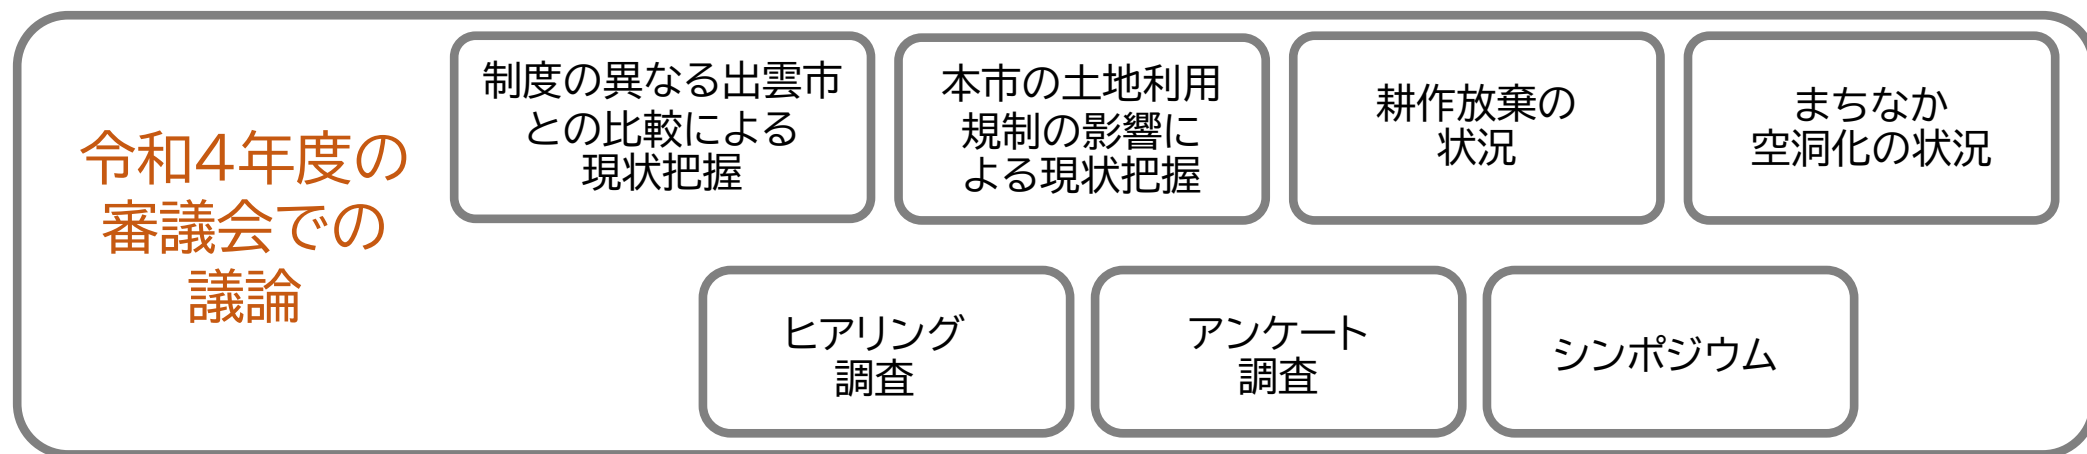 令和4年度の
審議会での
議論
制度の異なる出雲市
との比較による
現状把握
本市の土地利用
規制の影響に
よる現状把握
耕作放棄の
状況
まちなか
空洞化の状況
ヒアリング
調査
アンケート
調査
シンポジウム